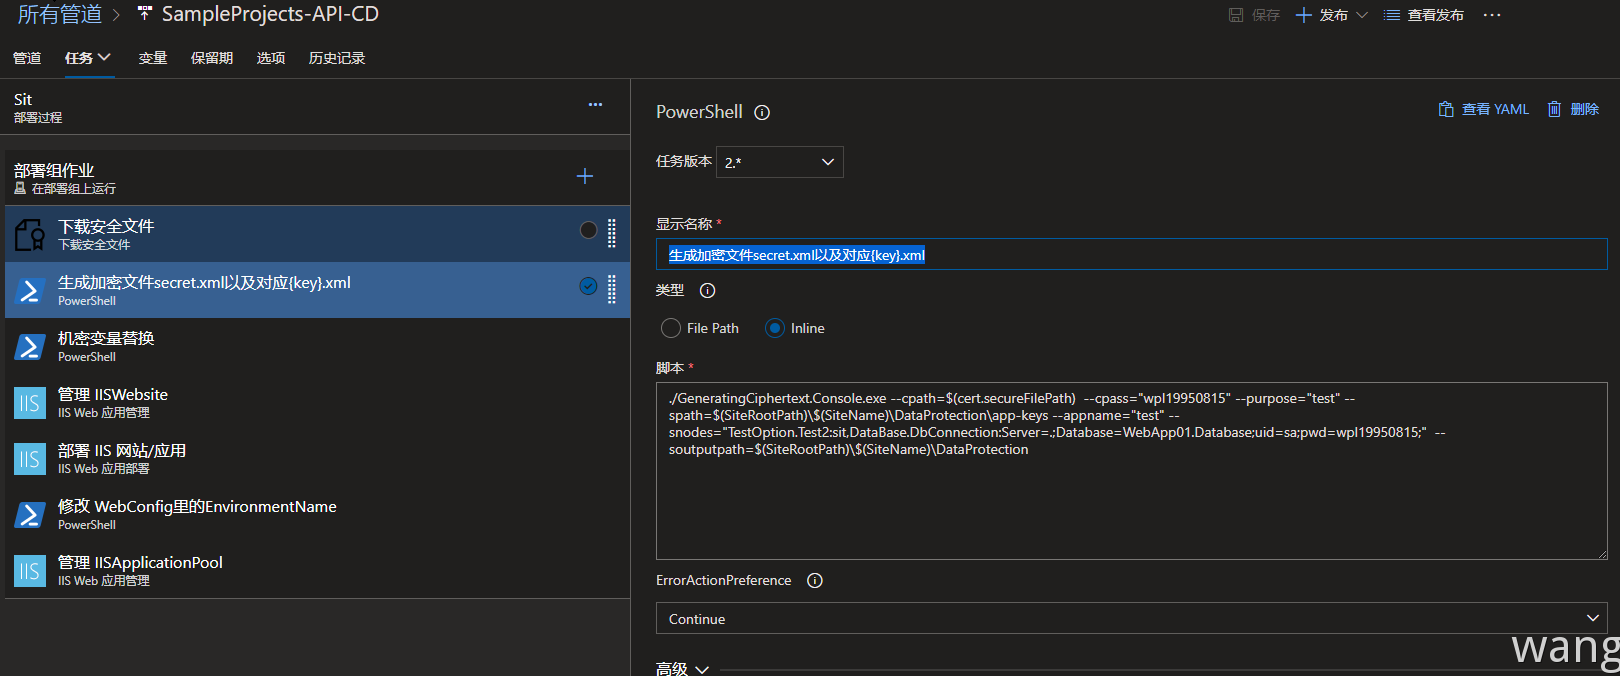 所有管道 > SampleProjects-API-CD
保存 发布 查看发布 ...
管道 任务 变量 保留期 选项 历史记录
Sit
部署过程
...
部署组作业
在部署组上运行
下载安全文件
下载安全文件
生成加密文件secret.xml以及对应{key}.xml
PowerShell
机密变量替换
PowerShell
管理 IISWebsite
IIS Web 应用管理
部署 IIS 网站/应用
IIS Web 应用部署
修改 WebConfig里的EnvironmentName
PowerShell
管理 IISApplicationPool
IIS Web 应用管理
PowerShell
查看 YAML 删除
任务版本 2.*
显示名称 *
生成加密文件secret.xml以及对应{key}.xml
类型
File Path Inline
脚本 *
./GeneratingCiphertext.Console.exe --cpath=$(cert.secureFilePath)  --cpass="wpl19950815" --purpose="test" --
spath=$(SiteRootPath)\$(SiteName)\DataProtection\app-keys --appname="test" --
snodes="TestOption.Test2:sit,DataBase.DbConnection:Server=.;Database=WebApp01.Database;uid=sa;pwd=wpl19950815;"  --
soutputpath=$(SiteRootPath)\$(SiteName)\DataProtection
ErrorActionPreference
Continue
高级
wang